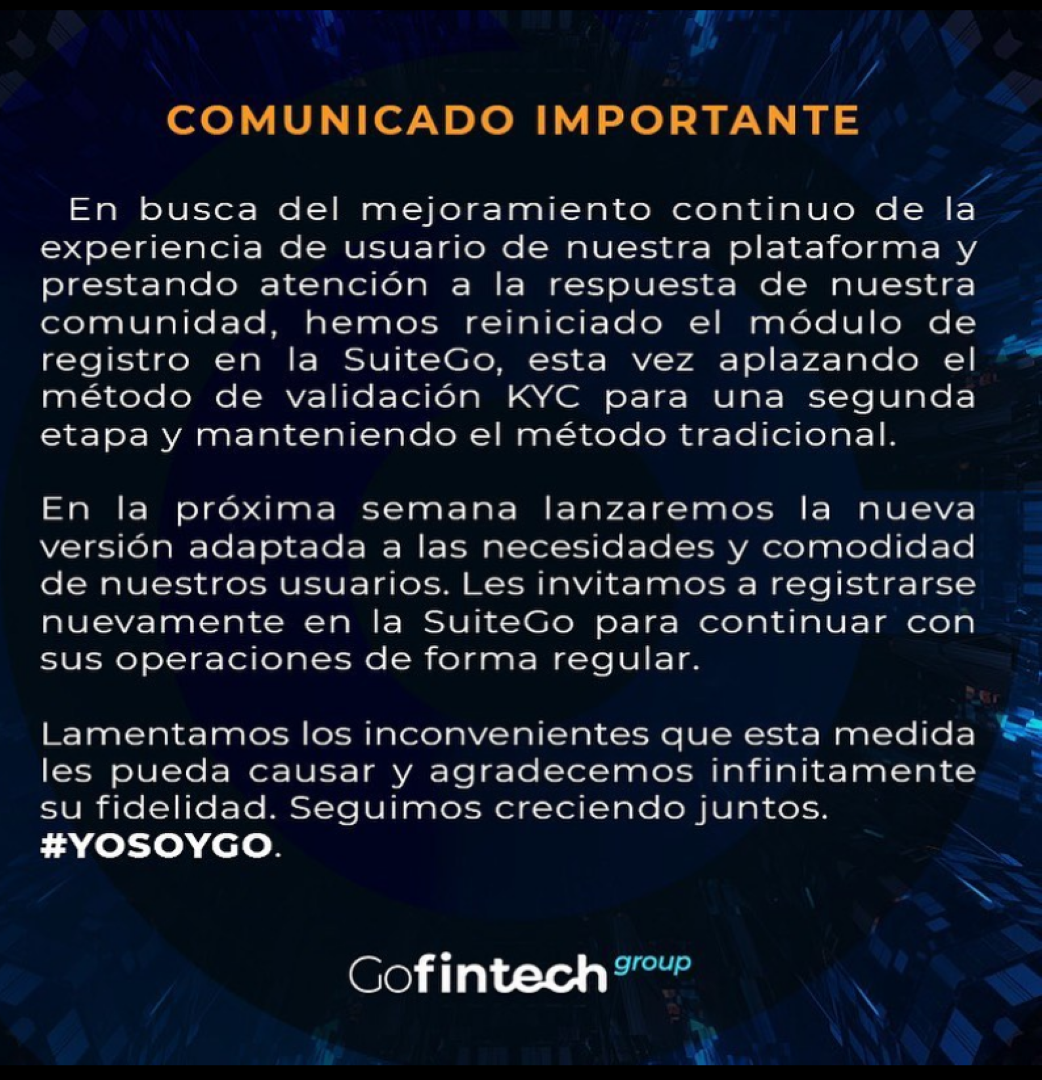 COMUNICADO IMPORTANTE
En busca del mejoramiento continuo de la
experiencia de usuario de nuestra plataforma y
prestando atención a la respuesta de nuestra
comunidad, hemos reiniciado el módulo de
registro en la SuiteGo, esta vez aplazando el
método de validación KYC para una segunda
etapa y manteniendo el método tradicional.
En la próxima semana lanzaremos la nueva
versión adaptada a las necesidades y comodidad
de nuestros usuarios. Les invitamos a registrarse
nuevamente en la SuiteGo para continuar con
sus operaciones de forma regular.
Lamentamos los inconvenientes que esta medida
les pueda causar y agradecemos infinitamente
su fidelidad. Seguimos creciendo juntos.
#YOSOYGO.
Gofintech group